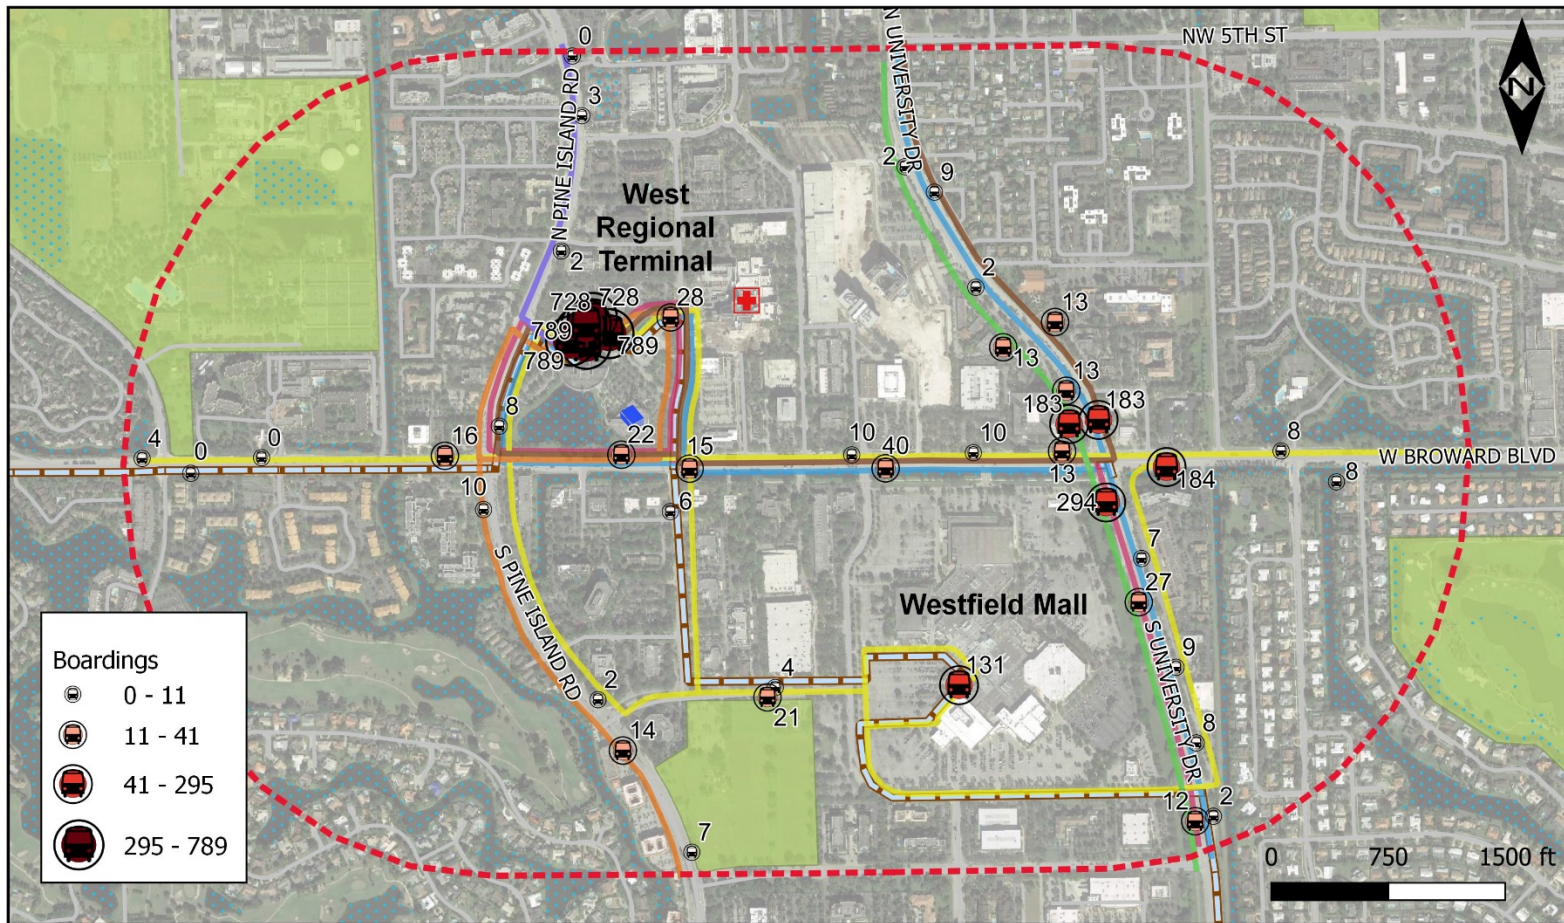 0
NW 5TH ST
N UNIVERSITY DR
N
N PINE ISLAND RD
3
2
9
West
Regional
Terminal
2
2
13
728
728
28
789
789
789
13
13
183
183
8
16
22
15
10
40
10
13
184
8
W BROWARD BLVD
8
4
0
0
10
6
294
7
27
S PINE ISLAND RD
Westfield Mall
S UNIVERSITY DR
9
131
4
21
2
14
8
12
2
7
Boardings
0 - 11
11 - 41
41 - 295
295 - 789
0
750
1500 ft